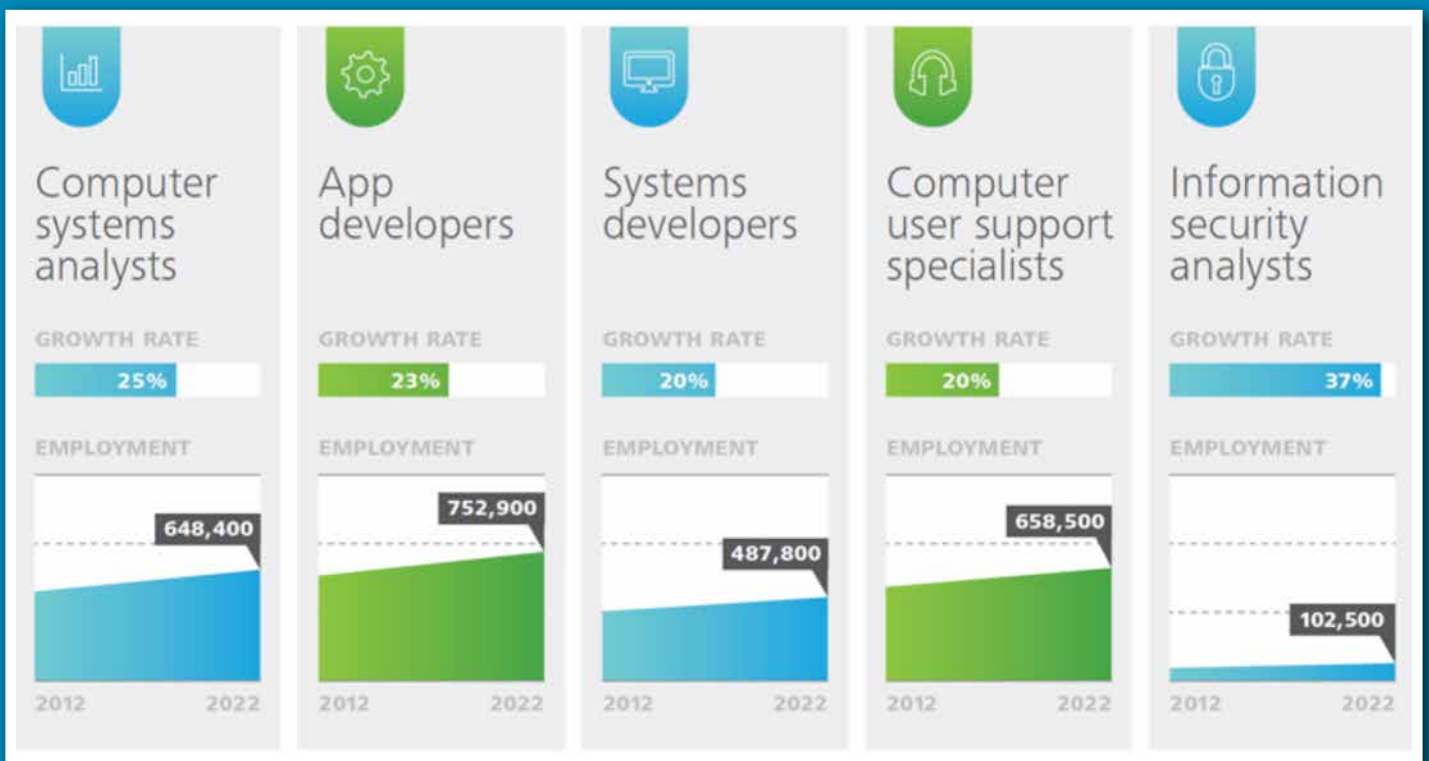 Computer
systems
analysts
GROWTH RATE
25%
EMPLOYMENT
648,400
2012 2022
App
developers
GROWTH RATE
23%
EMPLOYMENT
752,900
2012 2022
Systems
developers
GROWTH RATE
20%
EMPLOYMENT
487,800
2012 2022
Computer
user support
specialists
GROWTH RATE
20%
EMPLOYMENT
658,500
2012 2022
Information
security
analysts
GROWTH RATE
37%
EMPLOYMENT
102,500
2012 2022